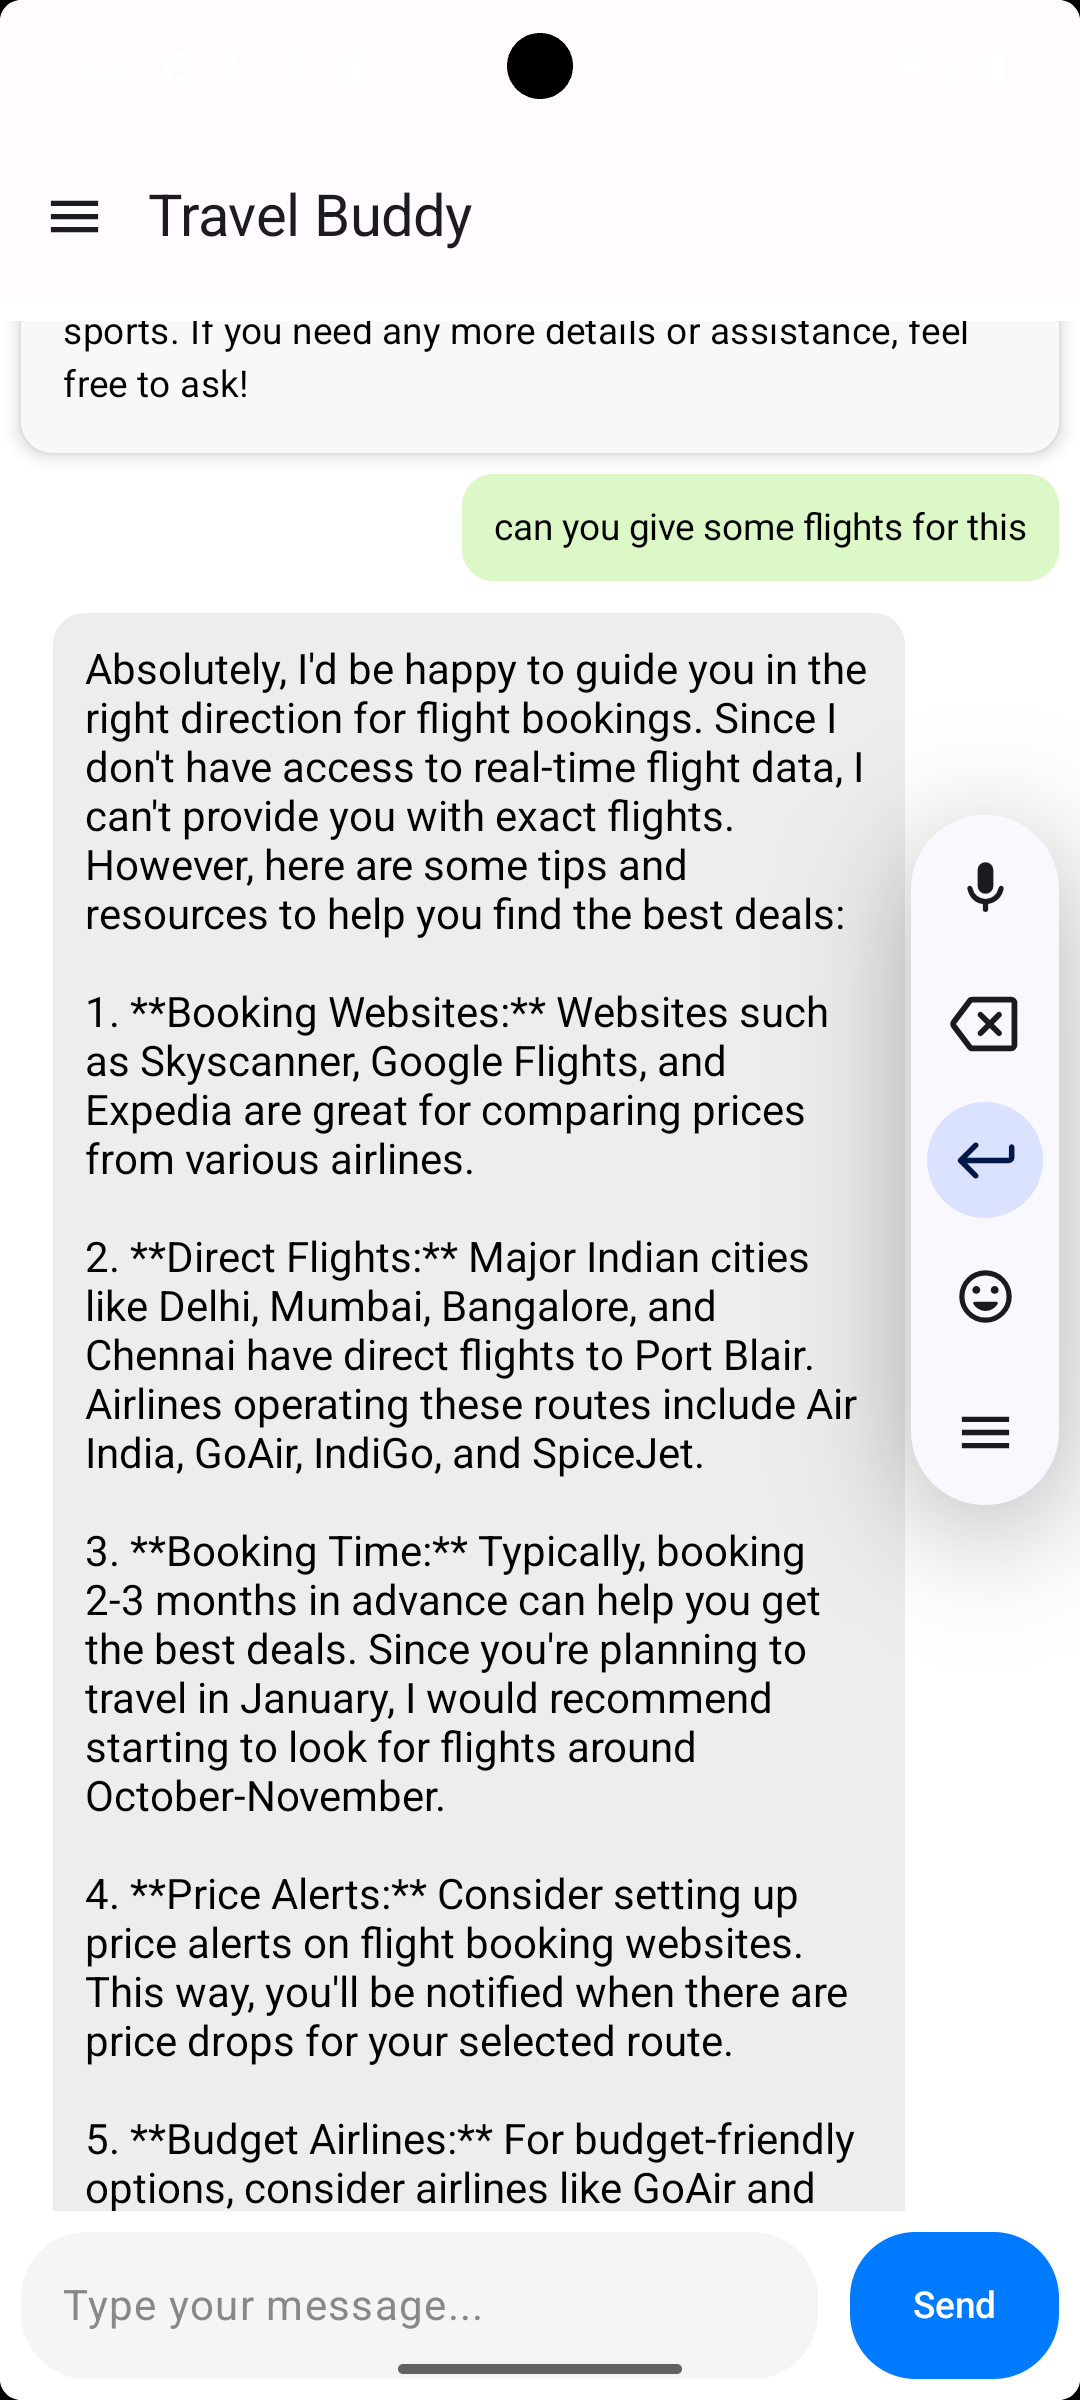 Travel Buddy
sports. If you need any more details or assistance, feel
free to ask!
can you give some flights for this
Absolutely, I'd be happy to guide you in the
right direction for flight bookings. Since I
don't have access to real-time flight data, I
can't provide you with exact flights.
However, here are some tips and
resources to help you find the best deals:
1. **Booking Websites:** Websites such
as Skyscanner, Google Flights, and
Expedia are great for comparing prices
from various airlines.
2. **Direct Flights:** Major Indian cities
like Delhi, Mumbai, Bangalore, and
Chennai have direct flights to Port Blair.
Airlines operating these routes include Air
India, GoAir, IndiGo, and SpiceJet.
3. **Booking Time:** Typically, booking
2-3 months in advance can help you get
the best deals. Since you're planning to
travel in January, I would recommend
starting to look for flights around
October-November.
4. **Price Alerts:** Consider setting up
price alerts on flight booking websites.
This way, you'll be notified when there are
price drops for your selected route.
5. **Budget Airlines:** For budget-friendly
options, consider airlines like GoAir and
Type your message...
Send